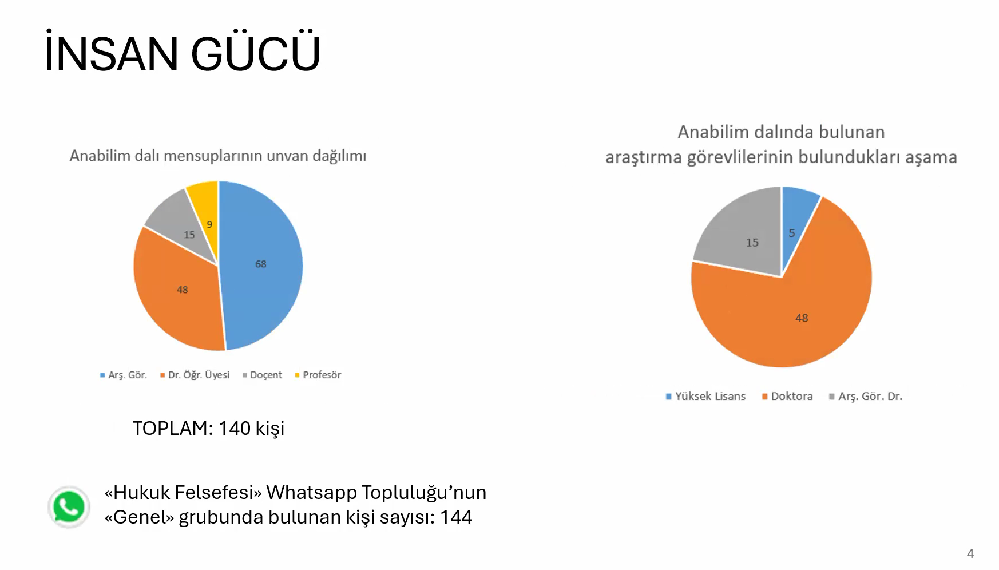 İNSAN GÜCÜ
Anabilim dalı mensuplarının unvan dağılımı
9
15
68
48
Arş. Gör. Dr. Öğr. Üyesi Doçent Profesör
TOPLAM: 140 kişi
Anabilim dalında bulunan
araştırma görevlilerinin bulundukları aşama
5
15
48
Yüksek Lisans Doktora Arş. Gör. Dr.
«Hukuk Felsefesi» Whatsapp Topluluğu’nun
«Genel» grubunda bulunan kişi sayısı: 144
4